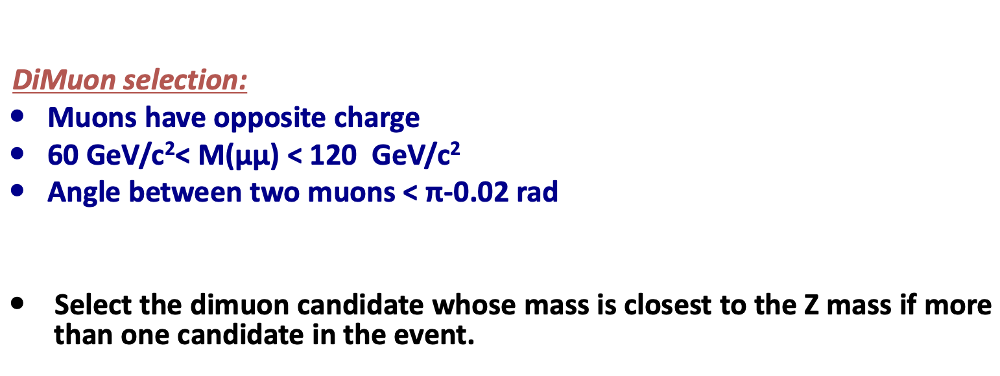 DiMuon selection:
• Muons have opposite charge
• 60 GeV/c²< M(μμ) < 120  GeV/c²
• Angle between two muons < π-0.02 rad
• Select the dimuon candidate whose mass is closest to the Z mass if more
than one candidate in the event.